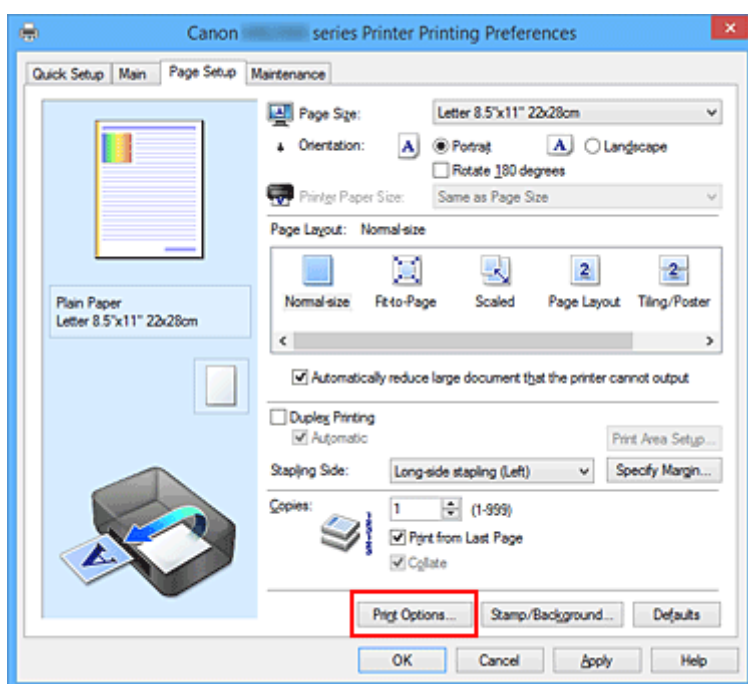 Canon series Printer Printing Preferences
Quick Setup Main Page Setup Maintenance
Page Size: Letter 8.5"x11" 22x28cm
Orientation: A Portrait A Landscape
Rotate 180 degrees
Printer Paper Size: Same as Page Size
Page Layout: Normal-size
2 2
Normal-size Fit-to-Page Scaled Page Layout Tiling/Poster
Plain Paper
Letter 8.5"x11" 22x28cm
Automatically reduce large document that the printer cannot output
Duplex Printing
Automatic
Print Area Setup...
Stapling Side: Long-side stapling (Left) Specify Margin...
Copies: 1 (1-999)
Print from Last Page
Collate
A
Print Options... Stamp/Background... Defaults
OK Cancel Apply Help